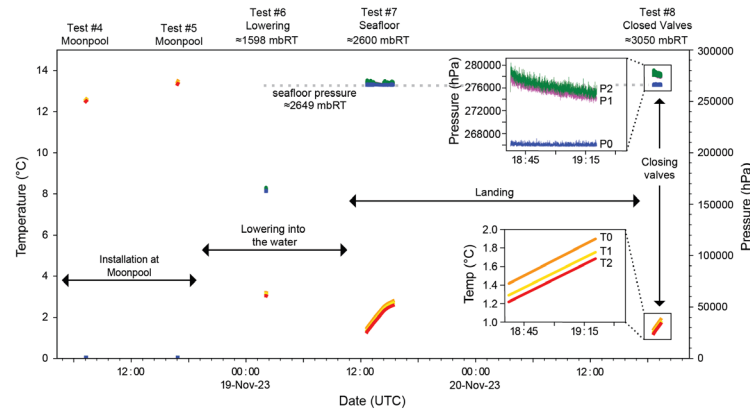 Test #4
Moonpool
Test #5
Moonpool
Test #6
Lowering
≈1598 mbRT
Test #7
Seafloor
≈2600 mbRT
Test #8
Closed Valves
≈3050 mbRT
14
12
10
8
6
4
2
0
Temperature (°C)
300000
250000
200000
150000
100000
50000
0
Pressure (hPa)
seafloor pressure
≈2649 mbRT
280000
276000
272000
268000
Pressure (hPa)
P2
P1
P0
18:45
19:15
Closing
valves
Landing
Lowering into
the water
Installation at
Moonpool
2.0
1.8
1.6
1.4
1.2
1.0
Temp (°C)
T0
T1
T2
18:45
19:15
12:00
00:00
12:00
00:00
12:00
19-Nov-23
20-Nov-23
Date (UTC)